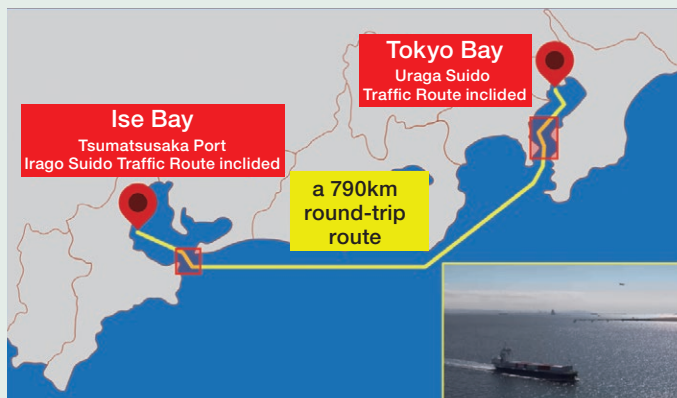 Tokyo Bay
Uraga Suido
Traffic Route inclided
Ise Bay
Tsumatsusaka Port
Irago Suido Traffic Route inclided
a 790km
round-trip
route